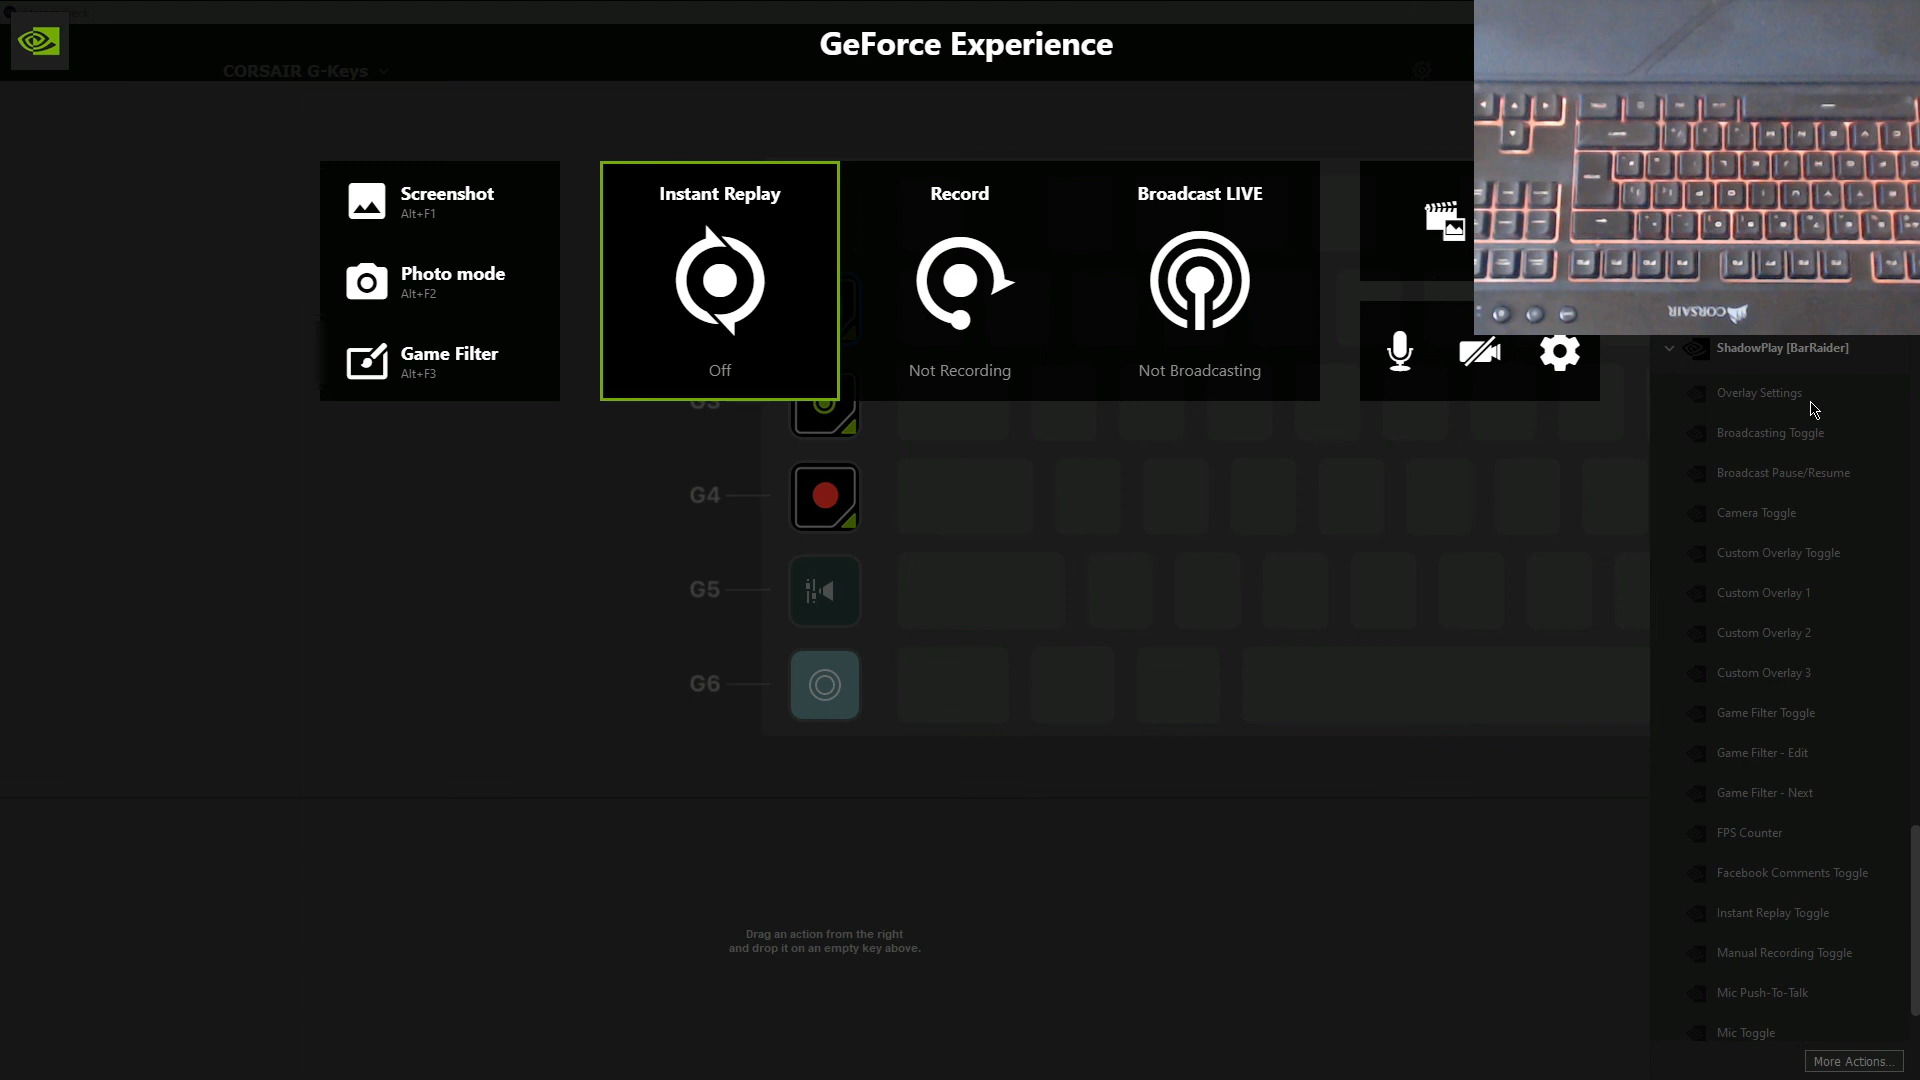 GeForce Experience
CORSAIR G-Keys
Screenshot
Alt+F1
Photo mode
Alt+F2
Game Filter
Alt+F3
Instant Replay
Off
Record
Not Recording
Broadcast LIVE
Not Broadcasting
CORSAIR
G3
G4
G5
G6
ShadowPlay [BarRaider]
Overlay Settings
Broadcasting Toggle
Broadcast Pause/Resume
Camera Toggle
Custom Overlay Toggle
Custom Overlay 1
Custom Overlay 2
Custom Overlay 3
Game Filter Toggle
Game Filter - Edit
Game Filter - Next
FPS Counter
Facebook Comments Toggle
Instant Replay Toggle
Manual Recording Toggle
Mic Push-To-Talk
Mic Toggle
Drag an action from the right
and drop it on an empty key above.
More Actions...